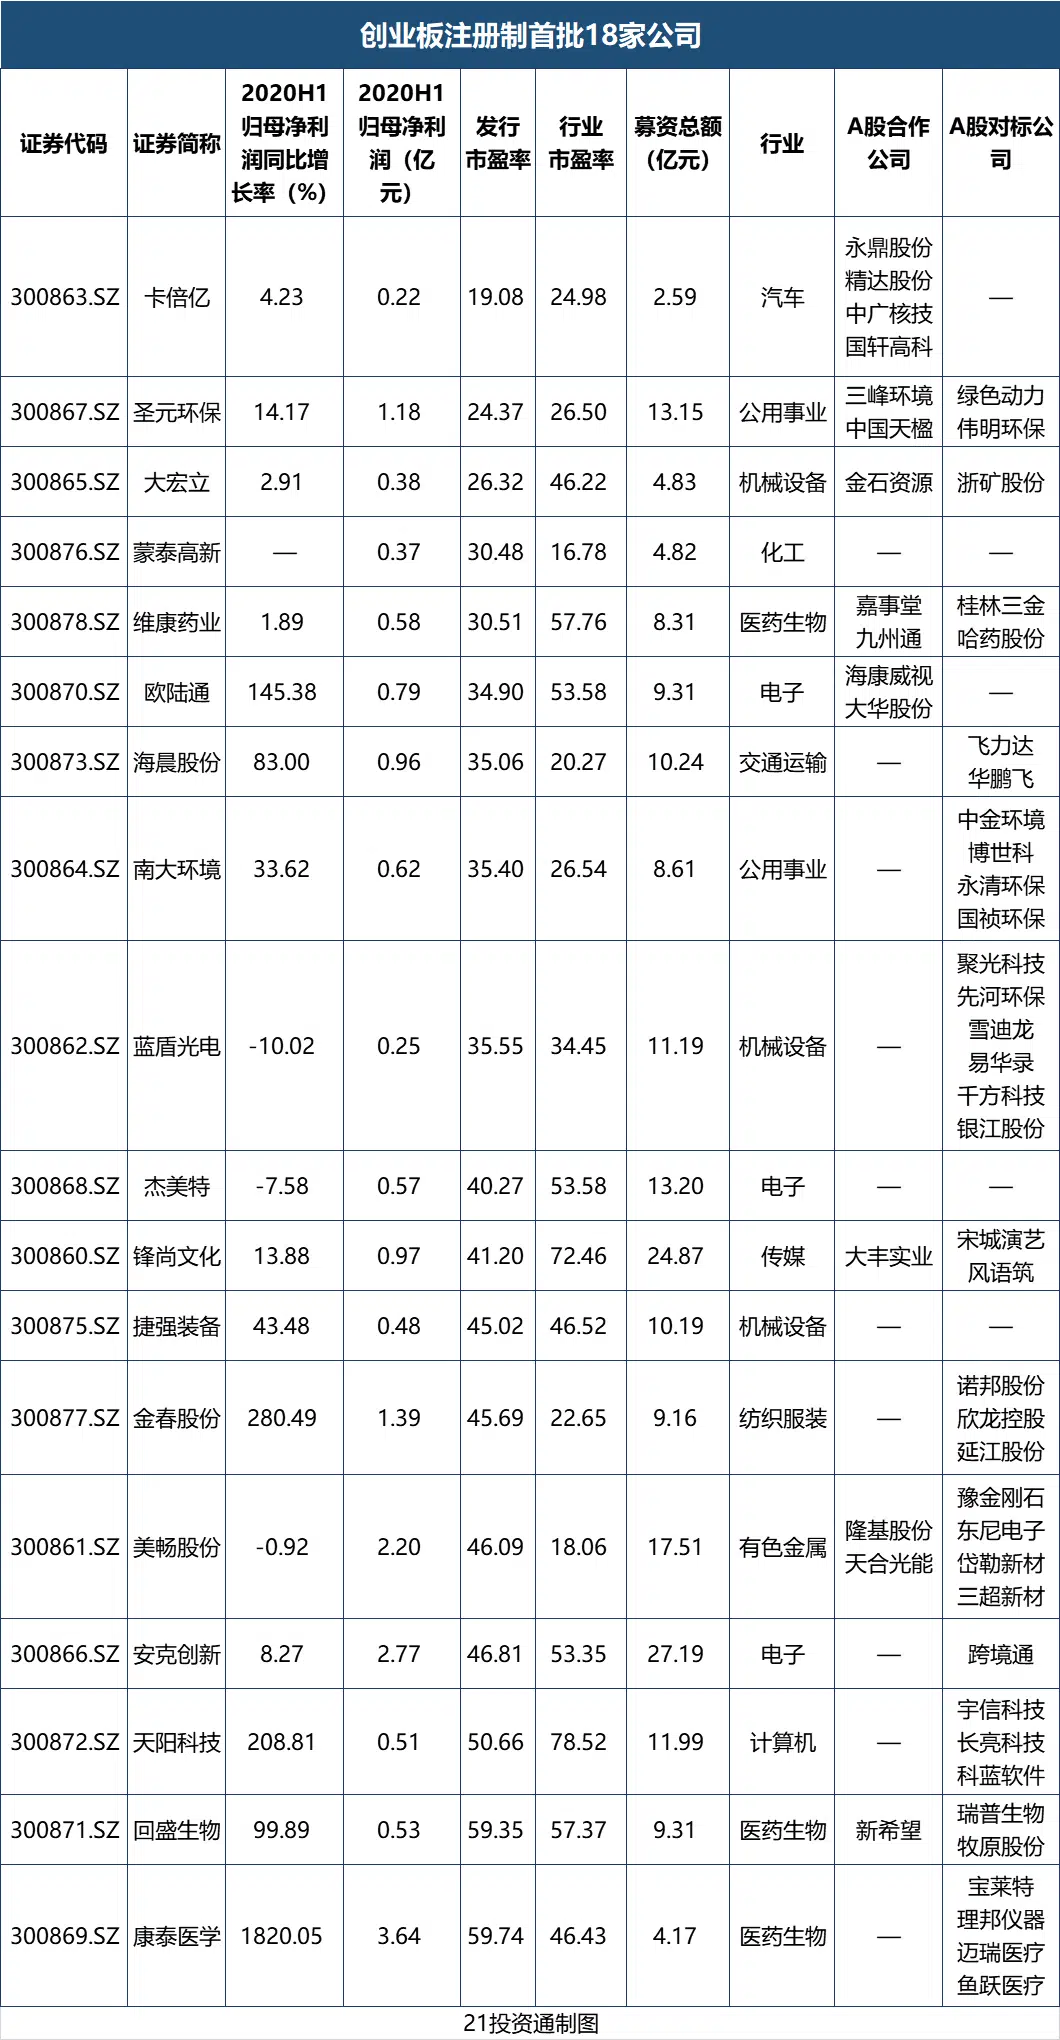 创业板注册制首批18家公司
证券代码 证券简称 2020H1归母净利润同比增长率（%） 2020H1归母净利润（亿元） 发行市盈率 行业市盈率 募资总额（亿元） 行业 A股合作公司 A股对标公司
300863.SZ 卡倍亿 4.23 0.22 19.08 24.98 2.59 汽车 永鼎股份 精达股份 中广核技 国轩高科 —
300867.SZ 圣元环保 14.17 1.18 24.37 26.50 13.15 公用事业 三峰环境 中国天楹 绿色动力 伟明环保
300865.SZ 大宏立 2.91 0.38 26.32 46.22 4.83 机械设备 金石资源 浙矿股份
300876.SZ 蒙泰高新 — 0.37 30.48 16.78 4.82 化工 — —
300878.SZ 维康药业 1.89 0.58 30.51 57.76 8.31 医药生物 嘉事堂 九州通 桂林三金 哈药股份
300870.SZ 欧陆通 145.38 0.79 34.90 53.58 9.31 电子 海康威视 大华股份 —
300873.SZ 海晨股份 83.00 0.96 35.06 20.27 10.24 交通运输 — 飞力达 华鹏飞
300864.SZ 南大环境 33.62 0.62 35.40 26.54 8.61 公用事业 — 中金环境 博世科 永清环保 国祯环保
300862.SZ 蓝盾光电 -10.02 0.25 35.55 34.45 11.19 机械设备 — 聚光科技 先河环保 雪迪龙 易华录 千方科技 银江股份
300868.SZ 杰美特 -7.58 0.57 40.27 53.58 13.20 电子 — —
300860.SZ 锋尚文化 13.88 0.97 41.20 72.46 24.87 传媒 大丰实业 宋城演艺 风语筑
300875.SZ 捷强装备 43.48 0.48 45.02 46.52 10.19 机械设备 — —
300877.SZ 金春股份 280.49 1.39 45.69 22.65 9.16 纺织服装 — 诺邦股份 欣龙控股 延江股份
300861.SZ 美畅股份 -0.92 2.20 46.09 18.06 17.51 有色金属 隆基股份 天合光能 豫金刚石 东尼电子 岱勒新材 三超新材
300866.SZ 安克创新 8.27 2.77 46.81 53.35 27.19 电子 — 跨境通
300872.SZ 天阳科技 208.81 0.51 50.66 78.52 11.99 计算机 — 宇信科技 长亮科技 科蓝软件
300871.SZ 回盛生物 99.89 0.53 59.35 57.37 9.31 医药生物 新希望 瑞普生物 牧原股份
300869.SZ 康泰医学 1820.05 3.64 59.74 46.43 4.17 医药生物 — 宝莱特 理邦仪器 迈瑞医疗 鱼跃医疗
21投资通制图